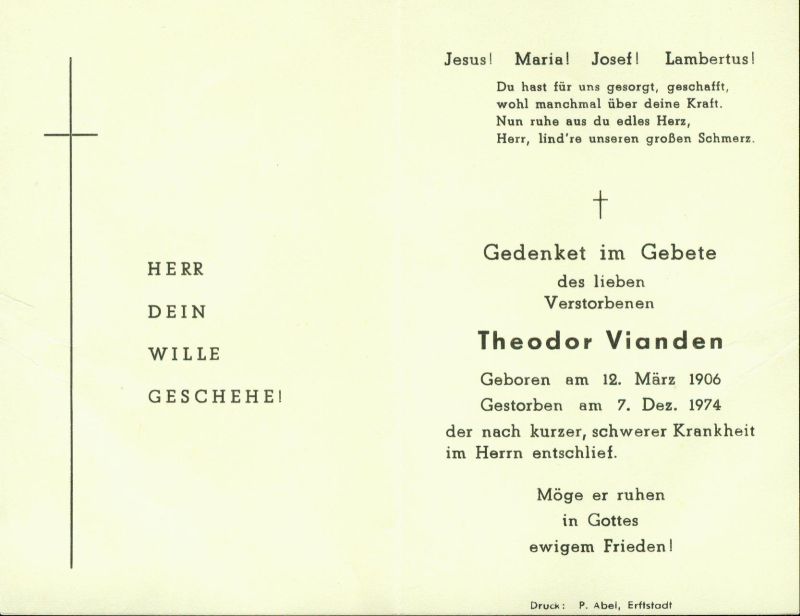 HERR
DEIN
WILLE
GESCHEHE!
Jesus! Maria! Josef! Lambertus!
Du hast für uns gesorgt, geschafft,
wohl manchmal über deine Kraft.
Nun ruhe aus du edles Herz,
Herr, lind're unseren großen Schmerz.
Gedenket im Gebete
des lieben
Verstorbenen
Theodor Vianden
Geboren am 12. März 1906
Gestorben am 7. Dez. 1974
der nach kurzer, schwerer Krankheit
im Herrn entschlief.
Möge er ruhen
in Gottes
ewigem Frieden!
Druck: P. Abel, Erftstadt